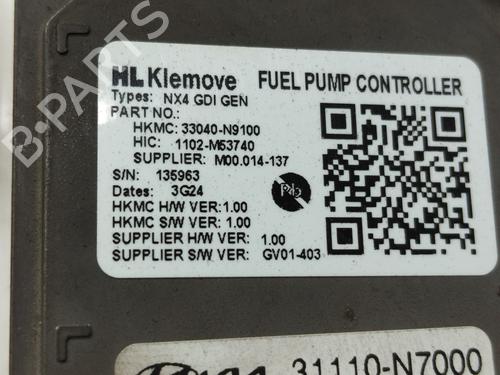 HL Klemove FUEL PUMP CONTROLLER
Types: NX4 GDI GEN
PART NO.:
HKMC: 33040-N9100
HIC: 1102-M53740
SUPPLIER: M00.014-137
S/N: 135963
Dates: 3G24
HKMC H/W VER: 1.00
HKMC S/W VER: 1.00
SUPPLIER H/W VER: 1.00
SUPPLIER S/W VER: GV01-403
31110-N7000
B-PARTS